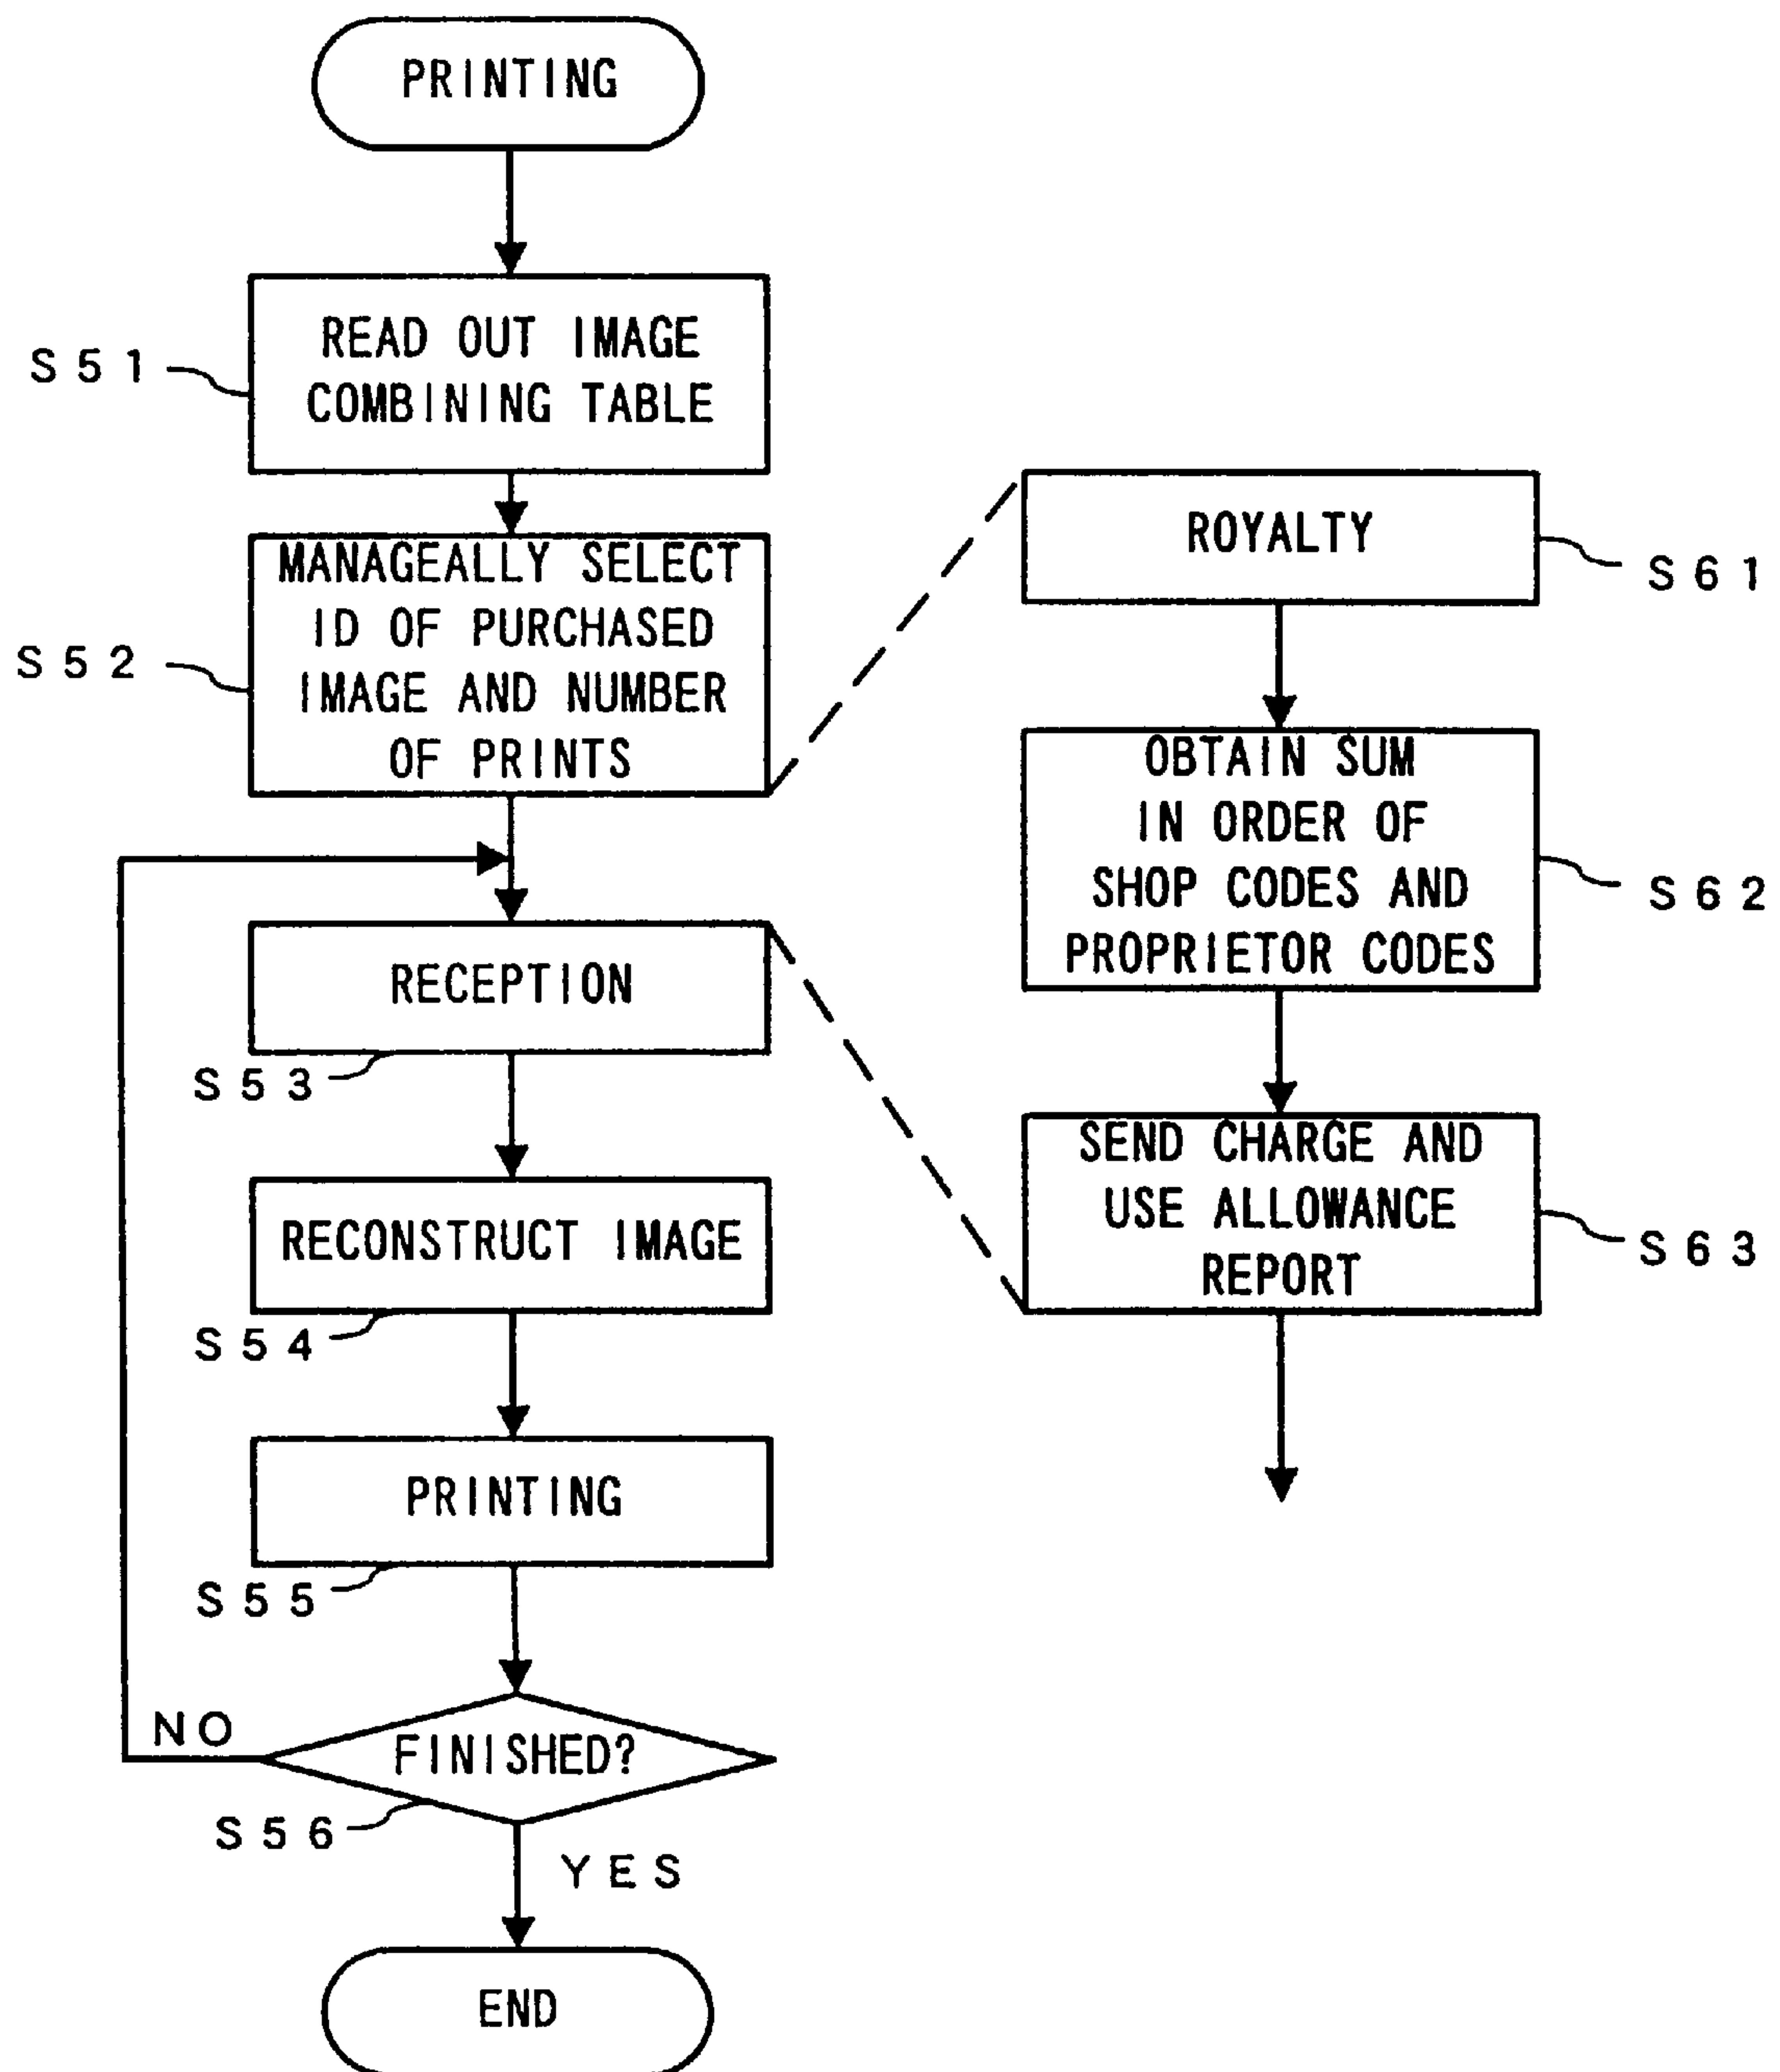 PRINTING
S51
READ OUT IMAGE
COMBINING TABLE
S52
MANAGEALLY SELECT
ID OF PURCHASED
IMAGE AND NUMBER
OF PRINTS
RECEPTION
S53
RECONSTRUCT IMAGE
S54
PRINTING
S55
NO
FINISHED?
S56
YES
END
ROYALTY
S61
OBTAIN SUM
IN ORDER OF
SHOP CODES AND
PROPRIETOR CODES
S62
SEND CHARGE AND
USE ALLOWANCE
REPORT
S63